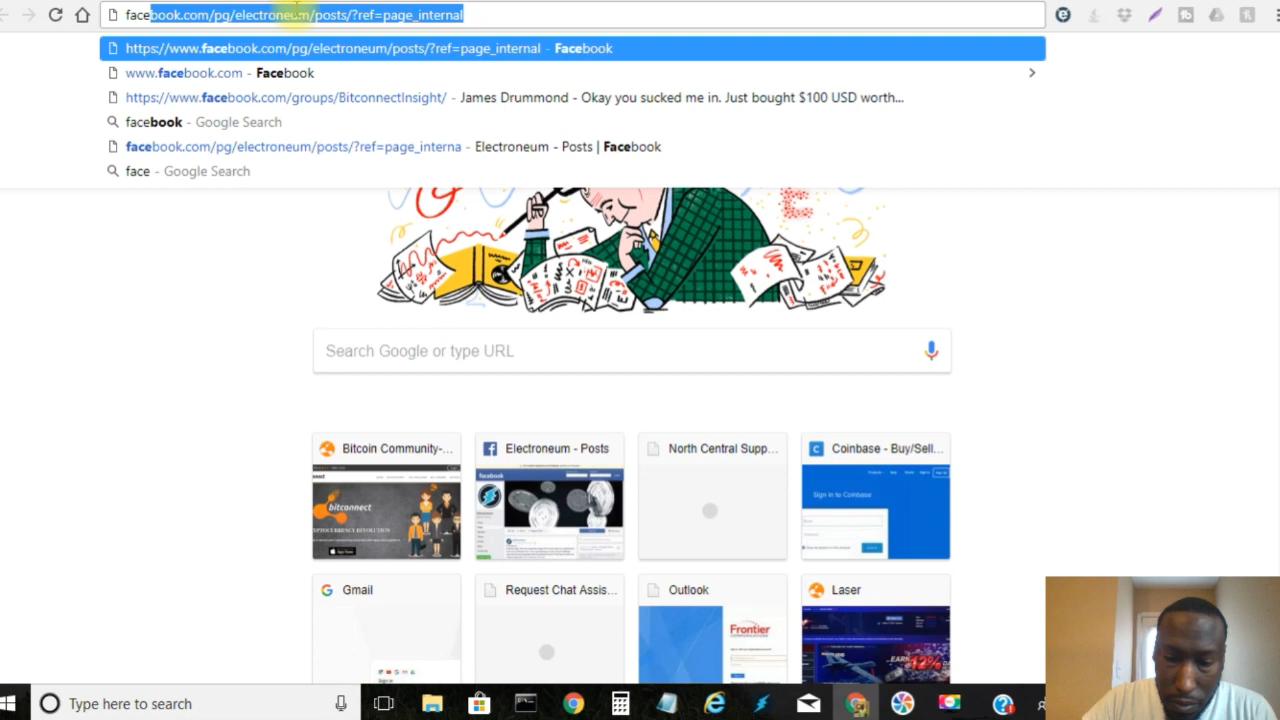 facebook.com/pg/electroneum/posts/?ref=page_internal
https://www.facebook.com/pg/electroneum/posts/?ref=page_internal - Facebook
www.facebook.com - Facebook
https://www.facebook.com/groups/BitconnectInsight/ - James Drummond - Okay you sucked me in. Just bought $100 USD worth...
facebook - Google Search
facebook.com/pg/electroneum/posts/?ref=page_interna - Electroneum - Posts | Facebook
face - Google Search
Search Google or type URL
Bitcoin Community-...
Electroneum - Posts
North Central Supp...
Coinbase - Buy/Sell...
facebook
bitconnect
Sign in to Coinbase
Gmail
Request Chat Assis...
Outlook
Laser
Frontier
COMMUNICATIONS
EARN 12%
Type here to search